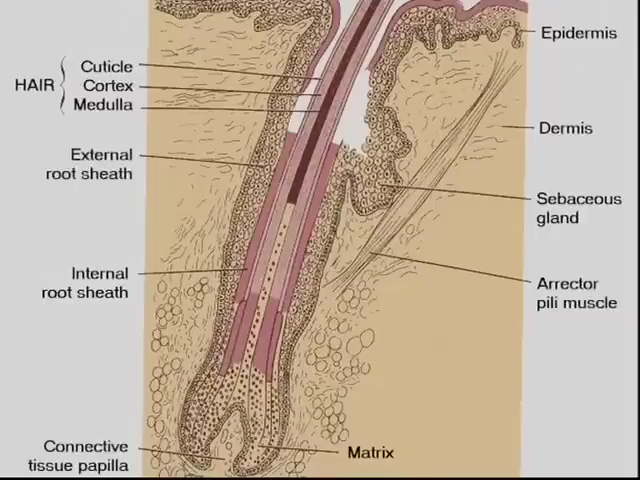 Epidermis
HAIR
Cuticle
Cortex
Medulla
Dermis
External
root sheath
Sebaceous
gland
Internal
root sheath
Arrector
pili muscle
Connective
tissue papilla
Matrix